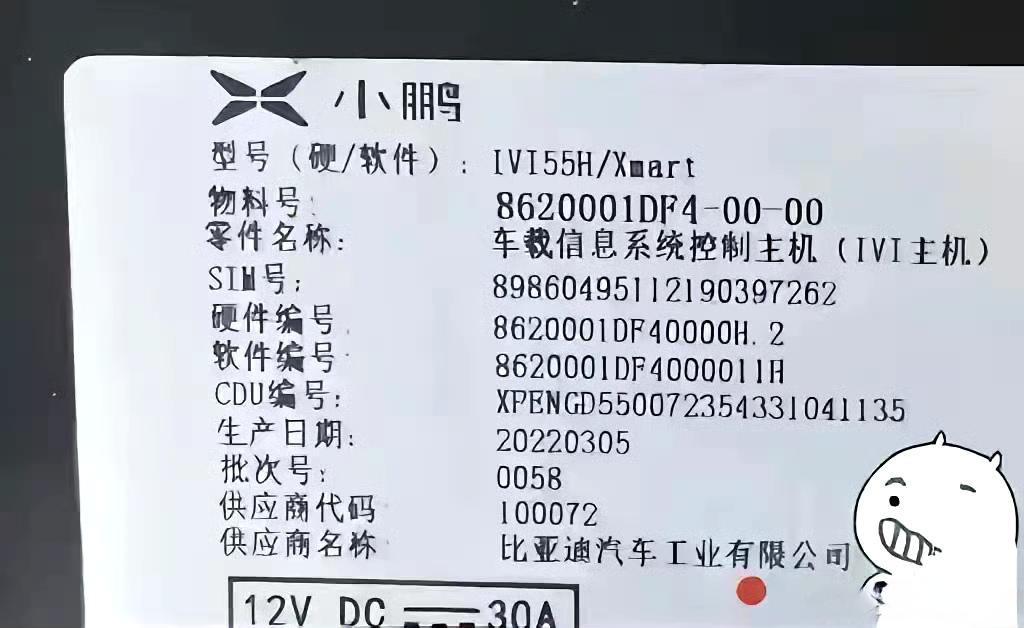 小鹏
型号（硬/软件）: IVI55H/Xmart
物料号: 8620001DF4-00-00
零件名称: 车载信息系统控制主机（IVI主机）
SIM号: 89860495112190397262
硬件编号 8620001DF40000H.2
软件编号 8620001DF4000011H
CDU编号: XPENGD550072354331041135
生产日期: 20220305
批次号: 0058
供应商代码 100072
供应商名称 比亚迪汽车工业有限公司
12V DC 30A